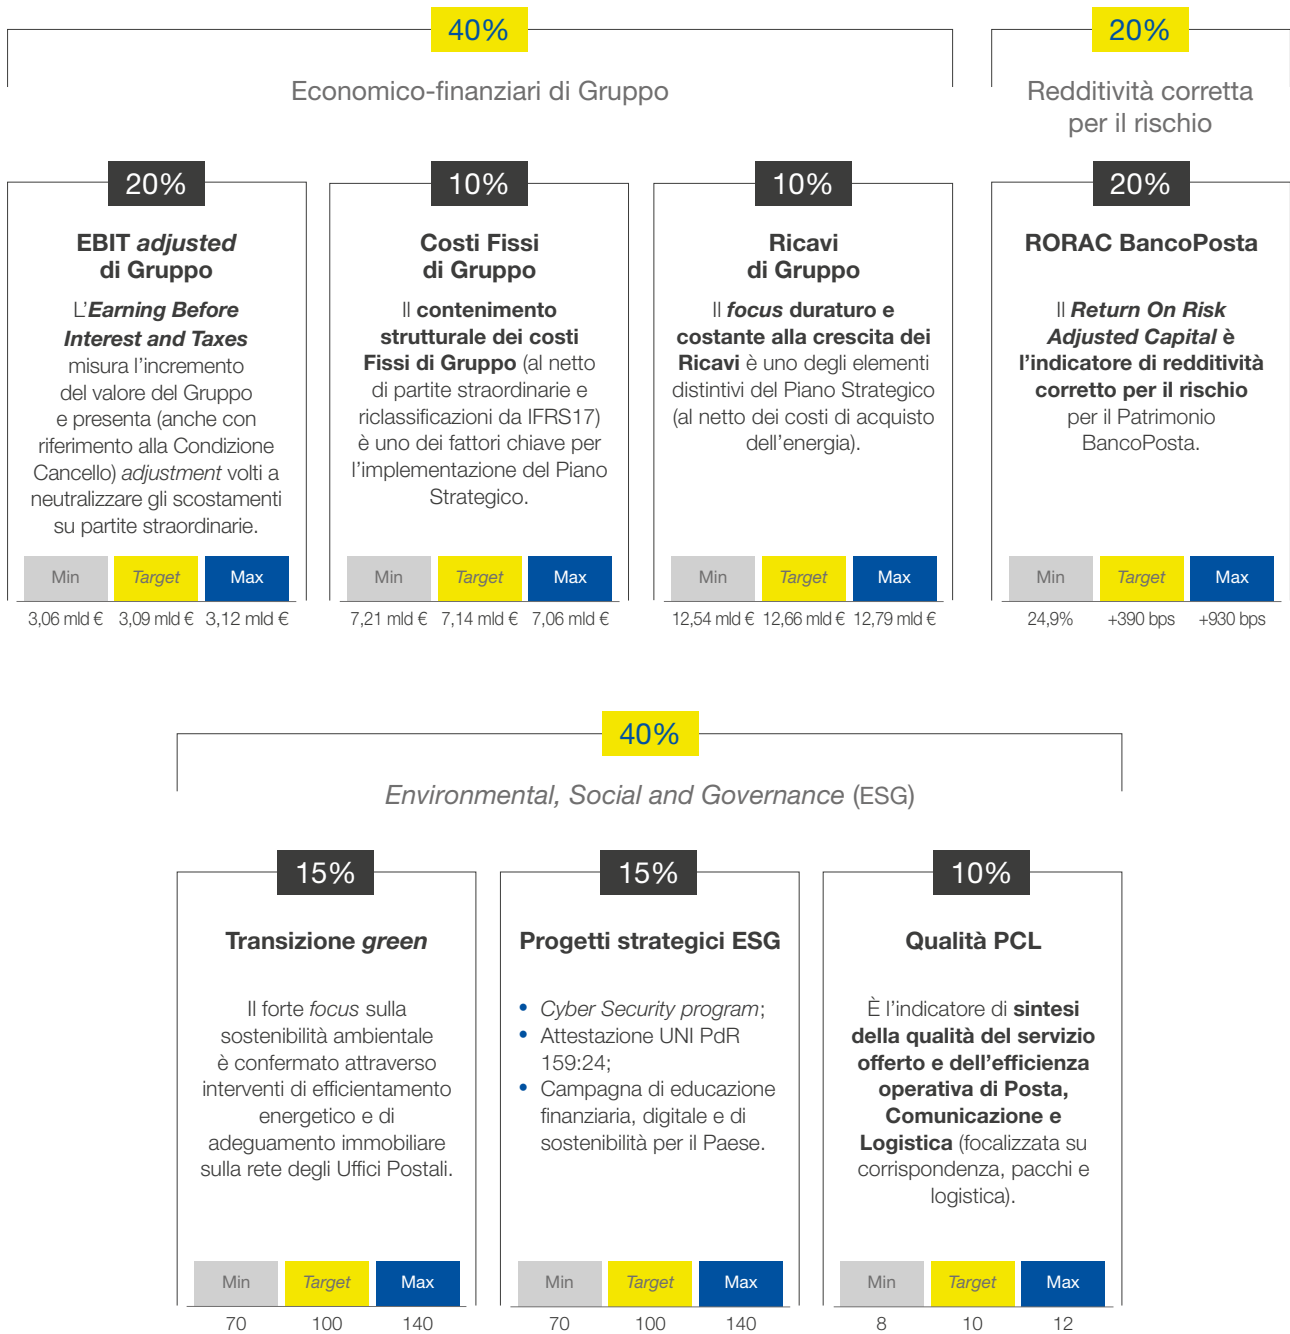 40%
Economico-finanziari di Gruppo
20%
EBIT adjusted
di Gruppo
L'Earning Before
Interest and Taxes
misura l'incremento
del valore del Gruppo
e presenta (anche con
riferimento alla Condizione
Cancello) adjustment volti a
neutralizzare gli scostamenti
su partite straordinarie.
Min Target Max
3,06 mld € 3,09 mld € 3,12 mld €
10%
Costi Fissi
di Gruppo
Il contenimento
strutturale dei costi
Fissi di Gruppo (al netto
di partite straordinarie e
riclassificazioni da IFRS17)
è uno dei fattori chiave per
l'implementazione del Piano
Strategico.
Min Target Max
7,21 mld € 7,14 mld € 7,06 mld €
10%
Ricavi
di Gruppo
Il focus duraturo e
costante alla crescita dei
Ricavi è uno degli elementi
distintivi del Piano Strategico
(al netto dei costi di acquisto
dell'energia).
Min Target Max
12,54 mld € 12,66 mld € 12,79 mld €
20%
Redditività corretta
per il rischio
20%
RORAC BancoPosta
Il Return On Risk
Adjusted Capital è
l'indicatore di redditività
corretto per il rischio
per il Patrimonio
BancoPosta.
Min Target Max
24,9% +390 bps +930 bps
40%
Environmental, Social and Governance (ESG)
15%
Transizione green
Il forte focus sulla
sostenibilità ambientale
è confermato attraverso
interventi di efficientamento
energetico e di
adeguamento immobiliare
sulla rete degli Uffici Postali.
Min Target Max
70 100 140
15%
Progetti strategici ESG
• Cyber Security program;
• Attestazione UNI PdR
159:24;
• Campagna di educazione
finanziaria, digitale e di
sostenibilità per il Paese.
Min Target Max
70 100 140
10%
Qualità PCL
È l'indicatore di sintesi
della qualità del servizio
offerto e dell'efficienza
operativa di Posta,
Comunicazione e
Logistica (focalizzata su
corrispondenza, pacchi e
logistica).
Min Target Max
8 10 12